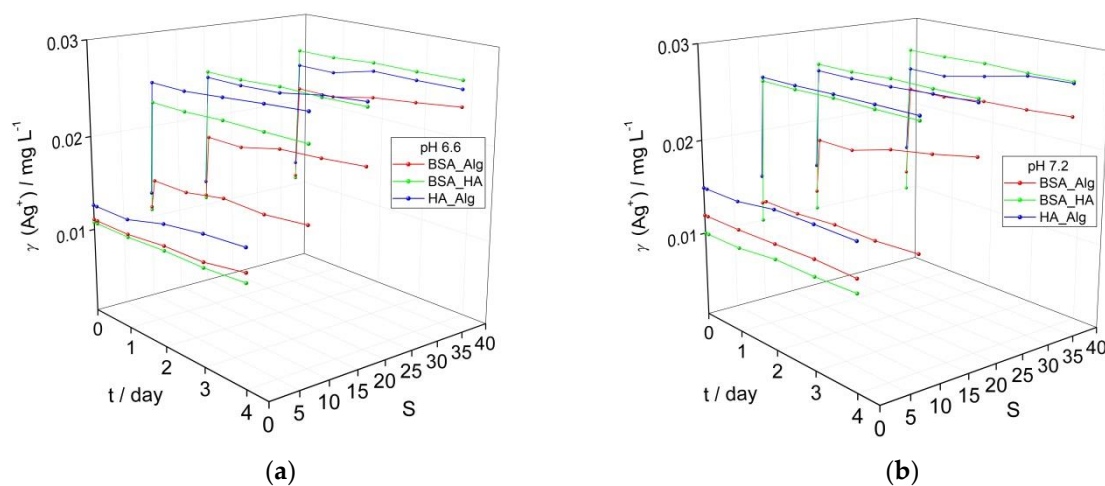 0.03
0.02
0.01
γ (Ag⁺) / mg L⁻¹
pH 6.6
BSA_Alg
BSA_HA
HA_Alg
0
1
2
3
4
t / day
0
5
10
15
20
25
30
35
40
S
(a)
0.03
0.02
0.01
γ (Ag⁺) / mg L⁻¹
pH 7.2
BSA_Alg
BSA_HA
HA_Alg
0
1
2
3
4
t / day
0
5
10
15
20
25
30
35
40
S
(b)